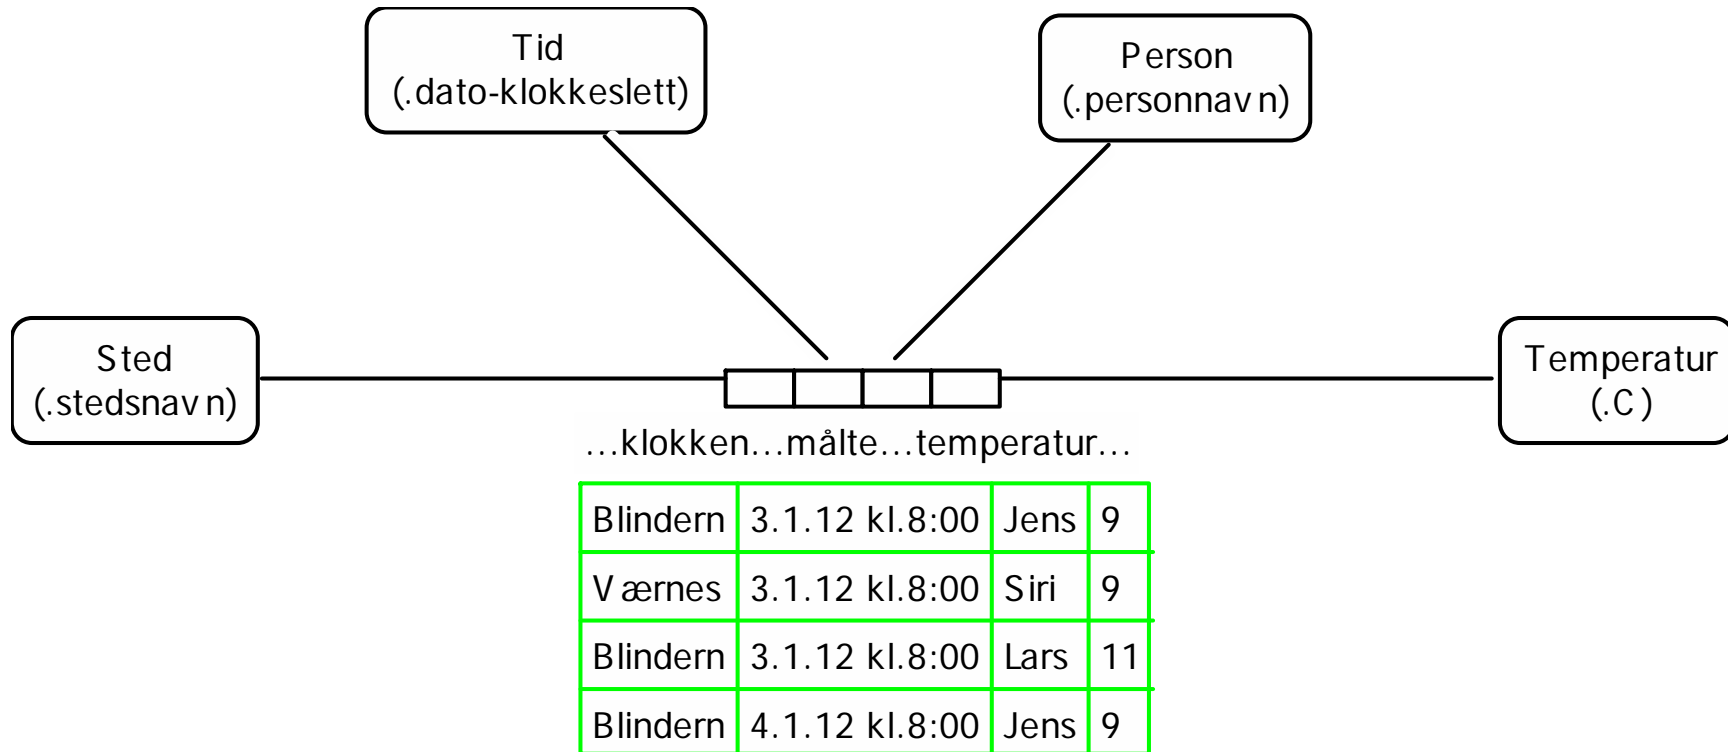 Tid
(.dato-klokkeslett)
Person
(.personnavn)
Sted
(.stedsnavn)
Temperatur
(.C)
...klokken...målte...temperatur...
Blindern 3.1.12 kl.8:00 Jens 9
Værnes 3.1.12 kl.8:00 Siri 9
Blindern 3.1.12 kl.8:00 Lars 11
Blindern 4.1.12 kl.8:00 Jens 9